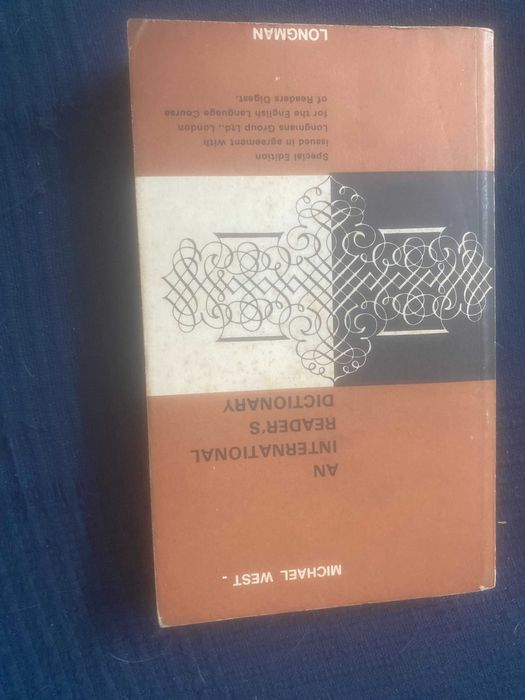 MICHAEL WEST
AN
INTERNATIONAL
READER'S
DICTIONARY
Special Edition
issued in agreement with
Longmans Group Ltd., London
for the English Language Course
of Readers Digest.
LONGMAN